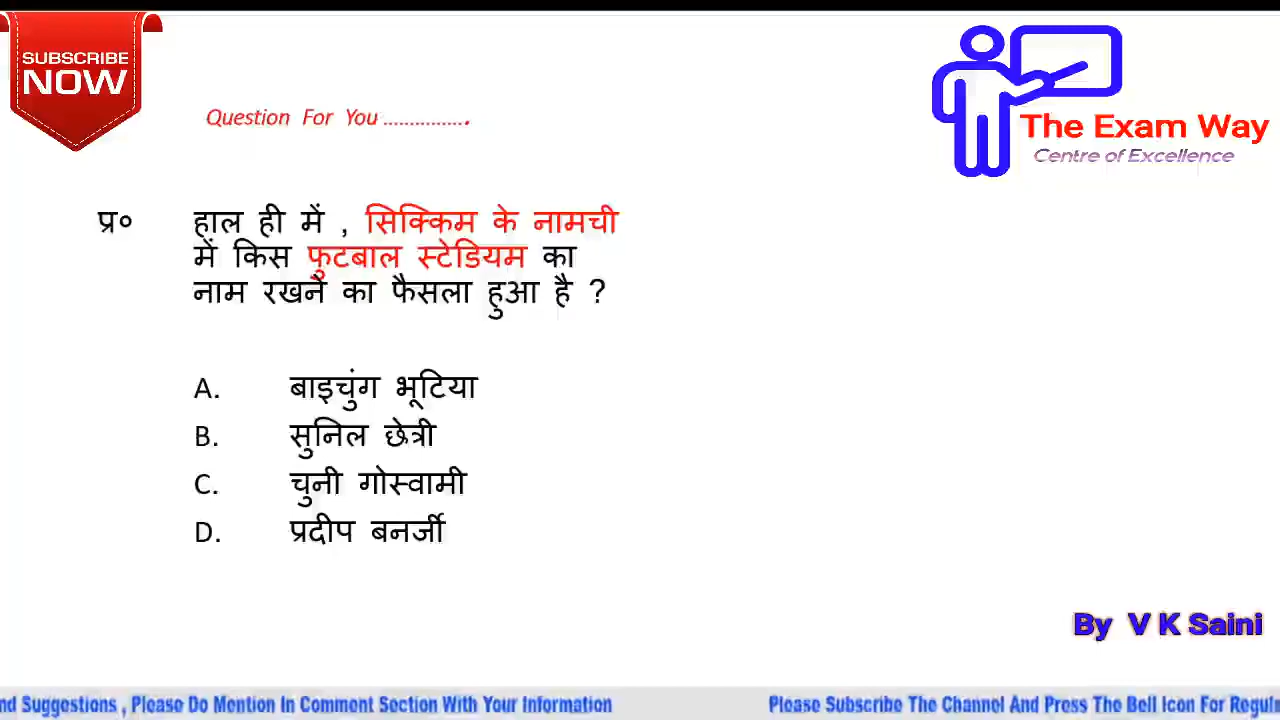 SUBSCRIBE
NOW
Question For You ................
The Exam Way
Centre of Excellence
प्र० हाल ही में , सिक्किम के नामची
में किस फुटबाल स्टेडियम का
नाम रखने का फैसला हुआ है ?
A. बाइचुंग भूटिया
B. सुनिल छेत्री
C. चुनी गोस्वामी
D. प्रदीप बनर्जी
By V K Saini
nd Suggestions , Please Do Mention In Comment Section With Your Information Please Subscribe The Channel And Press The Bell Icon For Regul